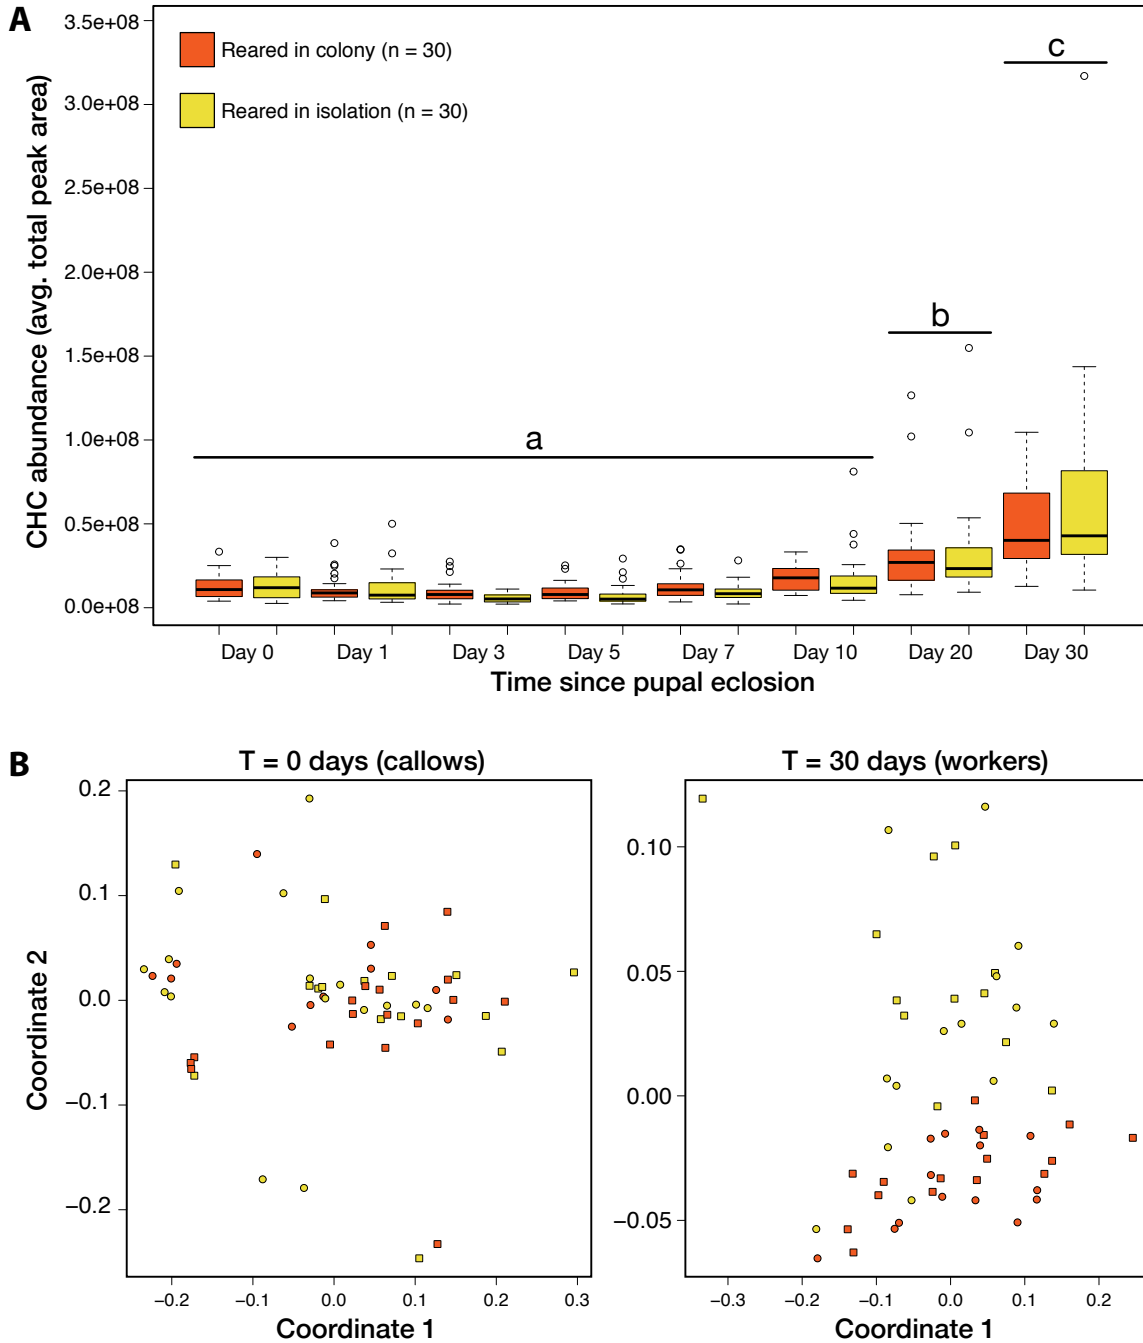 A
3.5e+08
3.0e+08
2.5e+08
2.0e+08
1.5e+08
1.0e+08
0.5e+08
0.0e+08
CHC abundance (avg. total peak area)
Reared in colony (n = 30)
Reared in isolation (n = 30)
a
b
c
Day 0 Day 1 Day 3 Day 5 Day 7 Day 10 Day 20 Day 30
Time since pupal eclosion
B
T = 0 days (callows)
0.2
0.1
0.0
−0.1
−0.2
Coordinate 2
−0.2 −0.1 0.0 0.1 0.2 0.3
Coordinate 1
T = 30 days (workers)
0.10
0.05
0.00
−0.05
−0.3 −0.2 −0.1 0.0 0.1 0.2
Coordinate 1